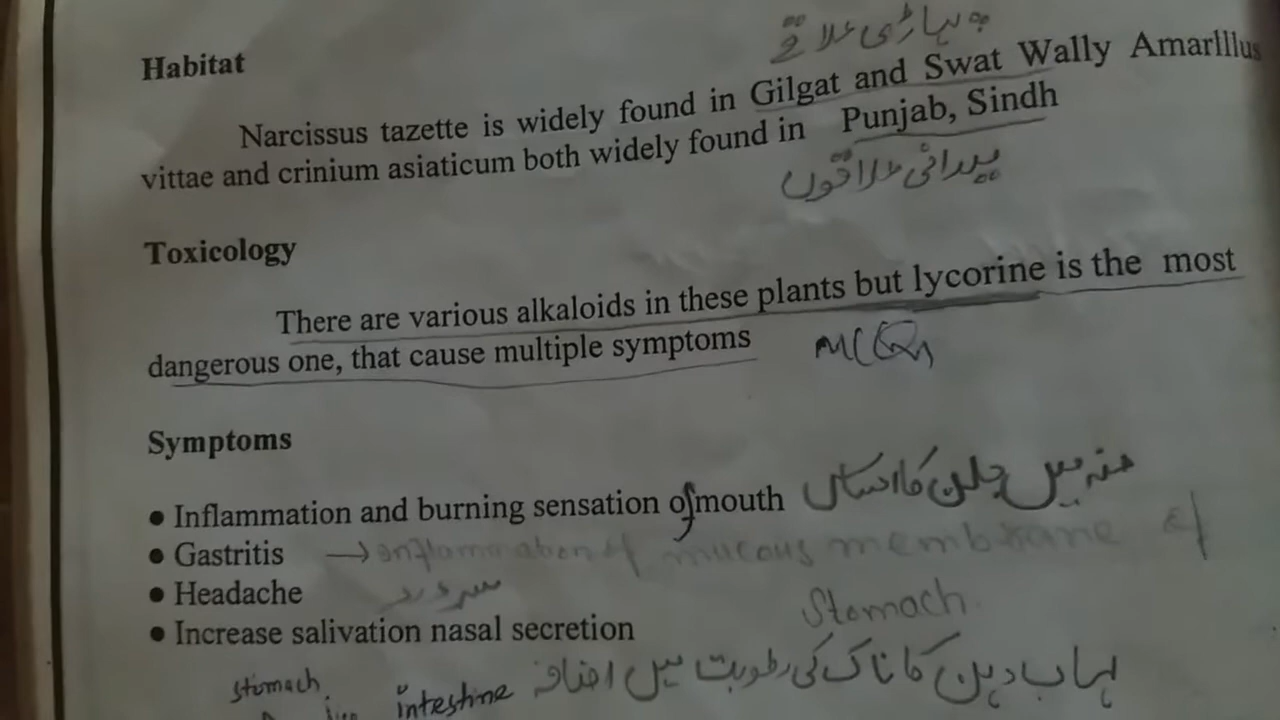 پہاڑی علاقے
Habitat
Narcissus tazette is widely found in Gilgat and Swat Wally Amarlllus
vittae and crinium asiaticum both widely found in Punjab, Sindh
علاقوں
Toxicology
There are various alkaloids in these plants but lycorine is the most
dangerous one, that cause multiple symptoms MCQs
Symptoms
● Inflammation and burning sensation of mouth منہ میں جلن کا احساس
● Gastritis → inflammation of mucous membrane of
● Headache سر درد
Stomach
● Increase salivation nasal secretion
لہاب دہن کا ناک کی رطوبت میں اضافہ
stomach intestine